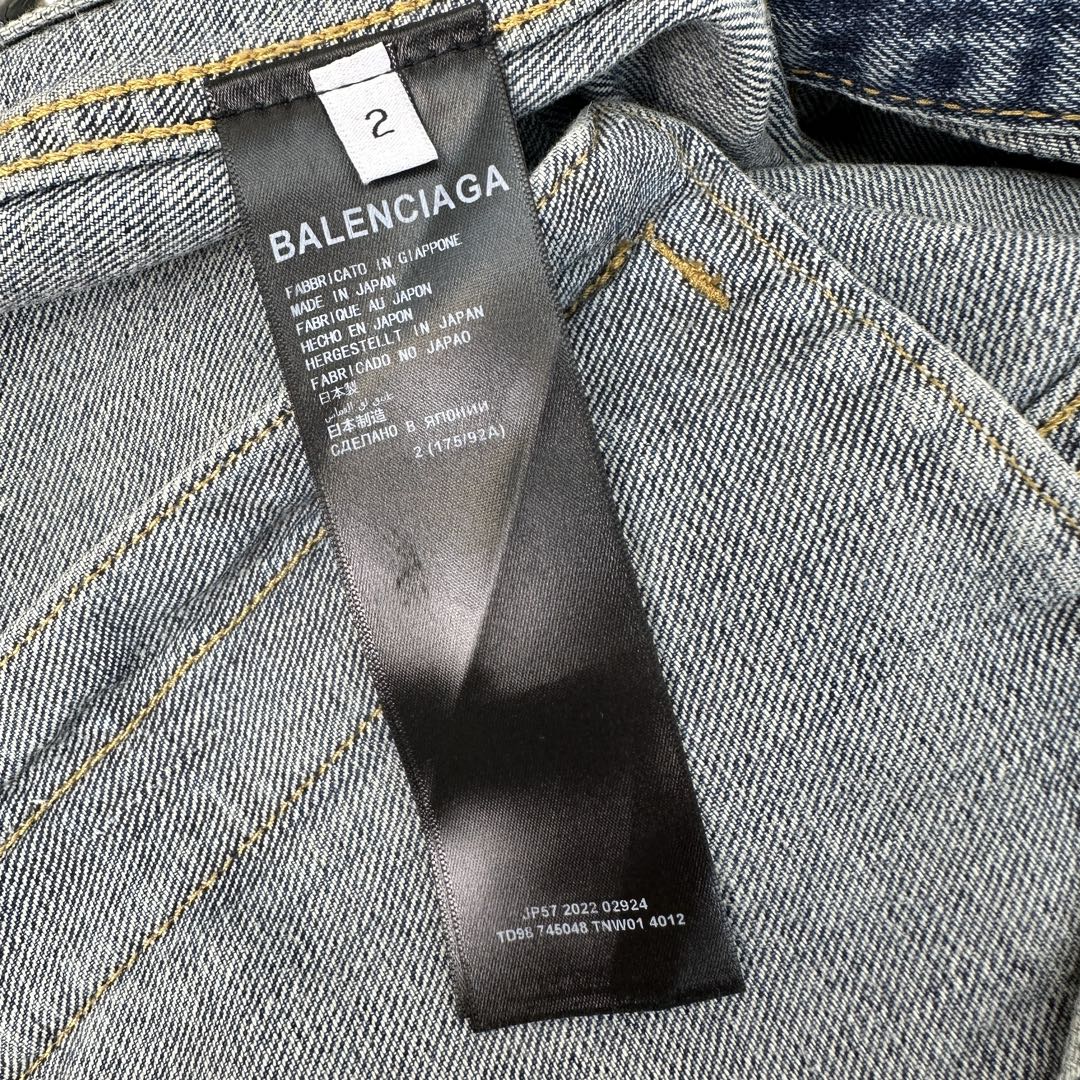 2
BALENCIAGA
FABBRICATO IN GIAPPONE
MADE IN JAPAN
FABRIQUE AU JAPON
HECHO EN JAPON
HERGESTELLT IN JAPAN
FABRICADO NO JAPAO
日本製
日本制造
СДЕЛАНО В ЯПОНИИ
2 (175/92A)
JP57 2022 02924
TD98 745048 TNW01 4012